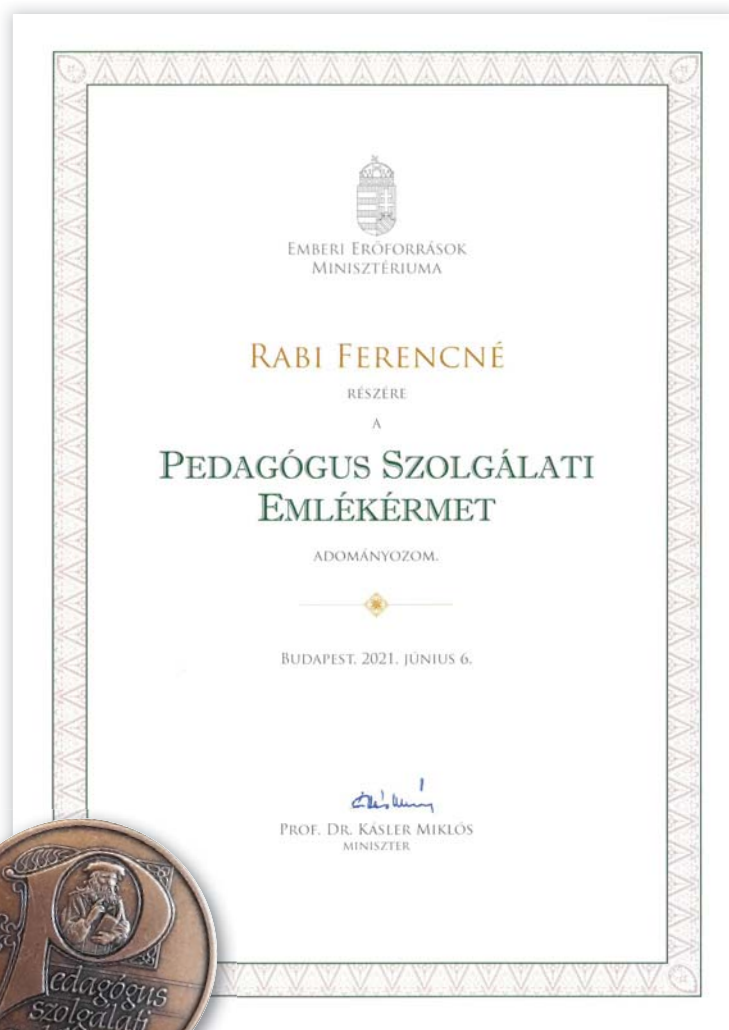 EMBERI ERŐFORRÁSOK
MINISZTÉRIUMA
RABI FERENCNÉ
RÉSZÉRE
A
PEDAGÓGUS SZOLGÁLATI
EMLÉKÉRMET
ADOMÁNYOZOM.
BUDAPEST, 2021. JÚNIUS 6.
PROF. DR. KÁSLER MIKLÓS
MINISZTER
Pedagógus
szolgálati